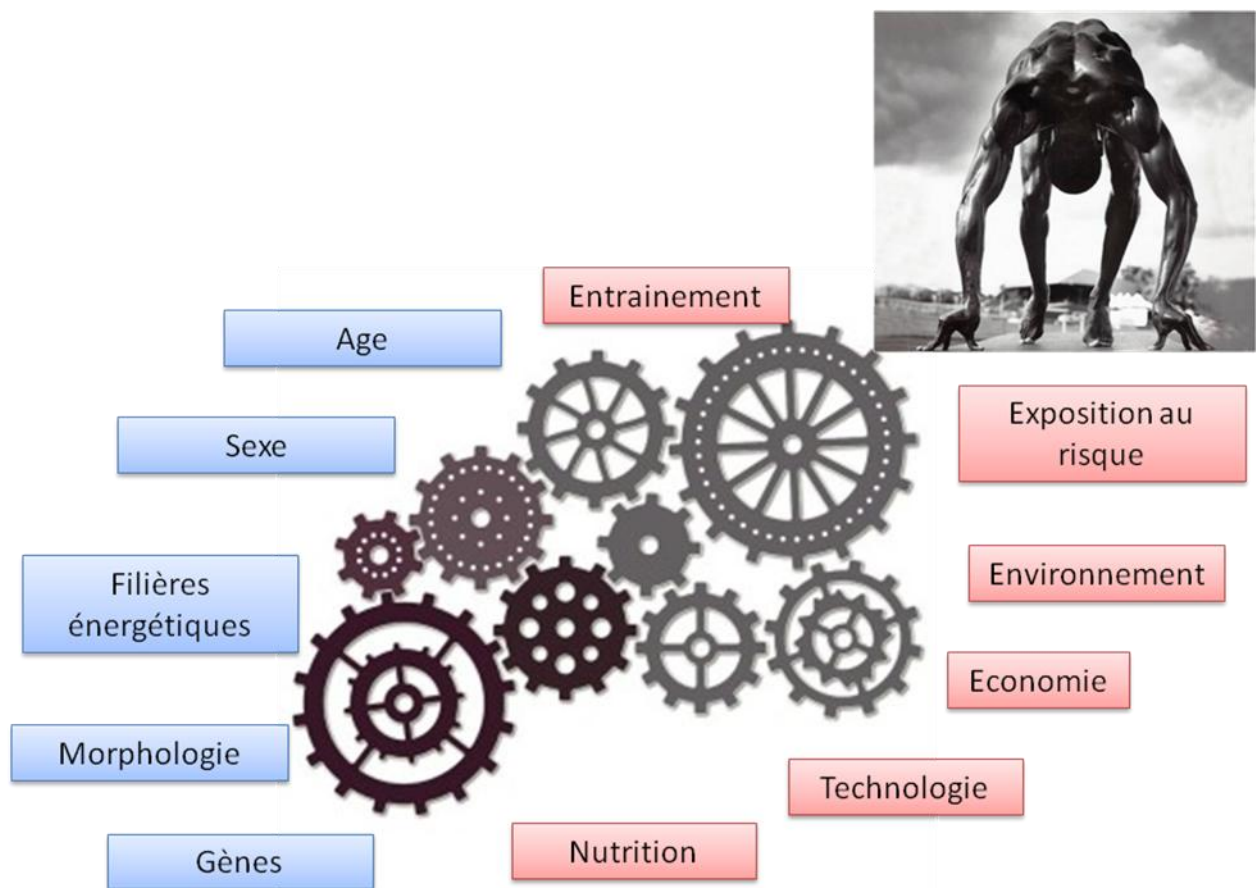 Entrainement
Age
Exposition au
risque
Sexe
Environnement
Filières
énergétiques
Economie
Morphologie
Technologie
Nutrition
Gènes